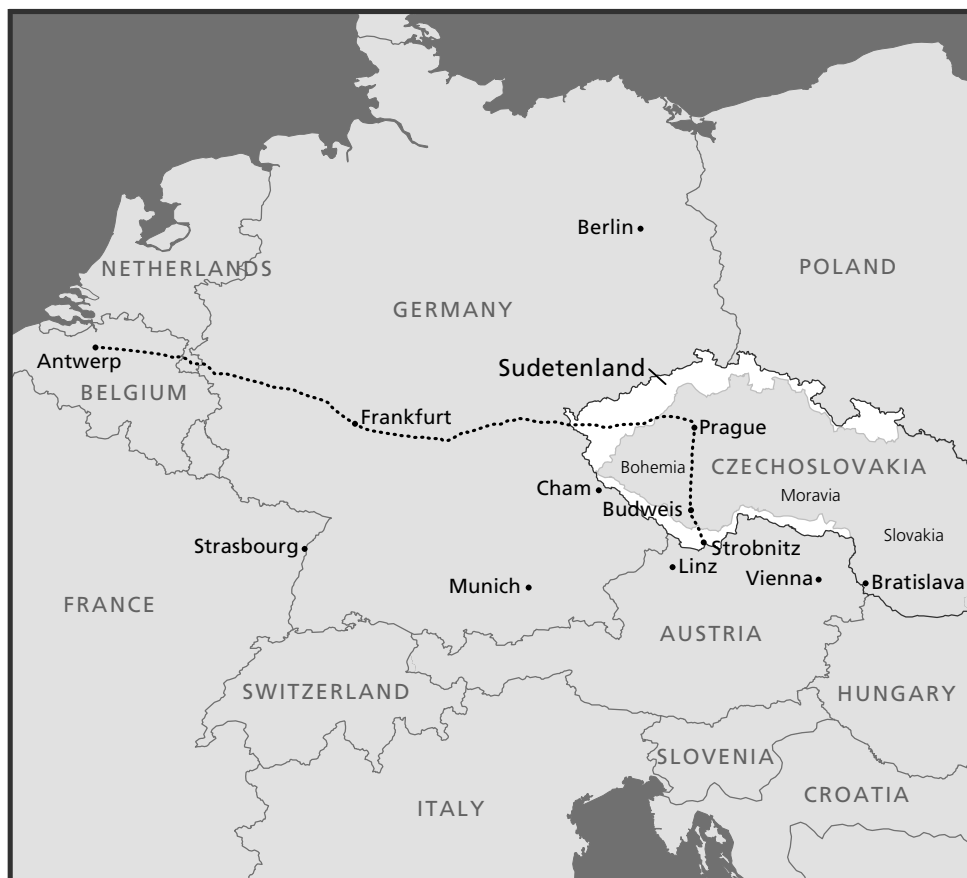 Berlin
NETHERLANDS
POLAND
GERMANY
Antwerp
Sudetenland
BELGIUM
Frankfurt
Prague
Bohemia
CZECHOSLOVAKIA
Cham
Moravia
Budweis
Slovakia
Strasbourg
Strobnitz
Linz
Vienna
Bratislava
Munich
FRANCE
AUSTRIA
SWITZERLAND
HUNGARY
SLOVENIA
CROATIA
ITALY